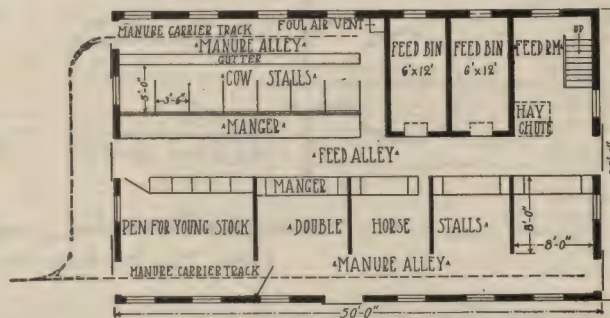 MANURE CARRIER TRACK
FOUL AIR VENT
MANURE ALLEY
GUTTER
COW STALLS
5'-0"
3'-6"
MANGER
FEED BIN
6'x12'
FEED BIN
6'x12'
FEED RM.
UP
HAY
CHUTE
FEED ALLEY
MANGER
PEN FOR YOUNG STOCK
DOUBLE
HORSE
STALLS
8'-0"
8'-0"
MANURE ALLEY
MANURE CARRIER TRACK
50'-0"